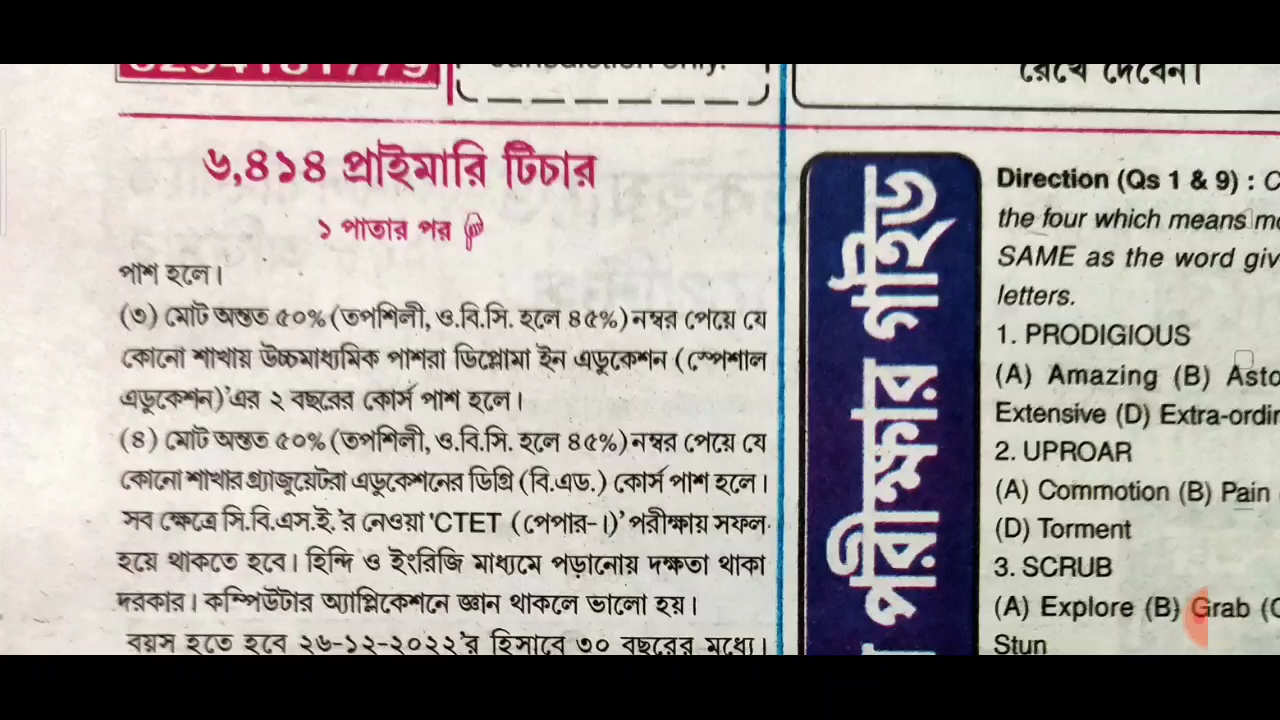 Jurisdiction only.
রেখে দেবেন।
৬,৪১৪ প্রাইমারি টিচার
১ পাতার পর
পাশ হলে।
(৩) মোট অন্তত ৫০% (তপশিলী, ও.বি.সি. হলে ৪৫%) নম্বর পেয়ে যে
কোনো শাখায় উচ্চমাধ্যমিক পাশরা ডিপ্লোমা ইন এডুকেশন (স্পেশাল
এডুকেশন)'এর ২ বছরের কোর্স পাশ হলে।
(৪) মোট অন্তত ৫০% (তপশিলী, ও.বি.সি. হলে ৪৫%) নম্বর পেয়ে যে
কোনো শাখার গ্র্যাজুয়েটরা এডুকেশনের ডিগ্রি (বি.এড.) কোর্স পাশ হলে।
সব ক্ষেত্রে সি.বি.এস.ই.'র নেওয়া 'CTET (পেপার-।)' পরীক্ষায় সফল
হয়ে থাকতে হবে। হিন্দি ও ইংরিজি মাধ্যমে পড়ানোয় দক্ষতা থাকা
দরকার। কম্পিউটার অ্যাপ্লিকেশনে জ্ঞান থাকলে ভালো হয়।
বয়স হতে হবে ২৬-১২-২০২২'র হিসাবে ৩০ বছরের মধ্যে।
পরীক্ষার গাইড
Direction (Qs 1 & 9) :
the four which means
SAME as the word
letters.
1. PRODIGIOUS
(A) Amazing (B)
Extensive (D)
2. UPROAR
(A) Commotion (B) Pain
(D) Torment
3. SCRUB
(A) Explore (B) Grab
Stun